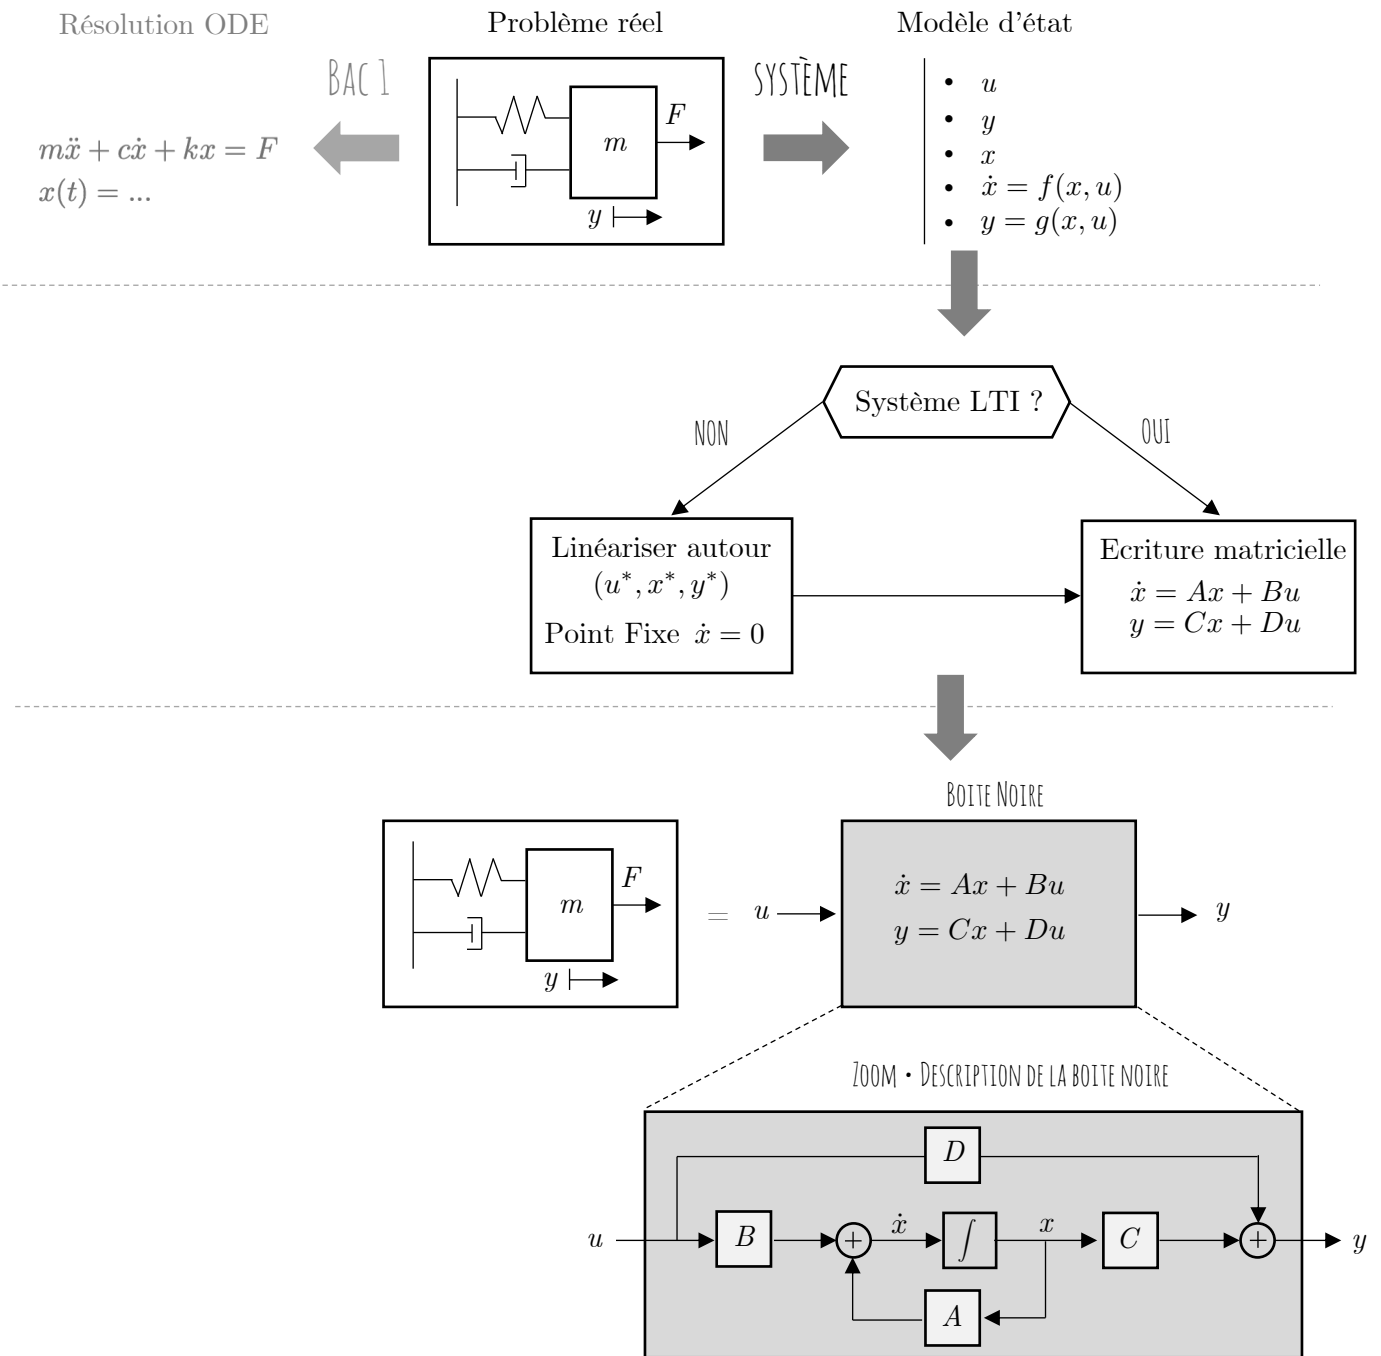 Résolution ODE
Problème réel
Modèle d'état
BAC 1
SYSTÈME
mẍ + cẋ + kx = F
x(t) = ...
m
F
y
• u
• y
• x
• ẋ = f(x, u)
• y = g(x, u)
Système LTI ?
NON
OUI
Linéariser autour
(u*, x*, y*)
Point Fixe ẋ = 0
Ecriture matricielle
ẋ = Ax + Bu
y = Cx + Du
BOITE NOIRE
m
F
y
= u
ẋ = Ax + Bu
y = Cx + Du
y
ZOOM • DESCRIPTION DE LA BOITE NOIRE
D
u
B
+
ẋ
∫
x
C
+
y
A